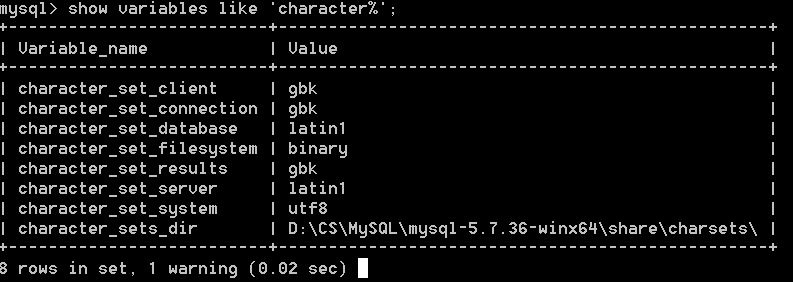 mysql> show variables like 'character%';
+--------------------------+-----------------------------------------------+
| Variable_name            | Value                                         |
+--------------------------+-----------------------------------------------+
| character_set_client     | gbk                                           |
| character_set_connection | gbk                                           |
| character_set_database   | latin1                                        |
| character_set_filesystem | binary                                        |
| character_set_results    | gbk                                           |
| character_set_server     | latin1                                        |
| character_set_system     | utf8                                          |
| character_sets_dir       | D:\CS\MySQL\mysql-5.7.36-winx64\share\charsets\ |
+--------------------------+-----------------------------------------------+
8 rows in set, 1 warning (0.02 sec)